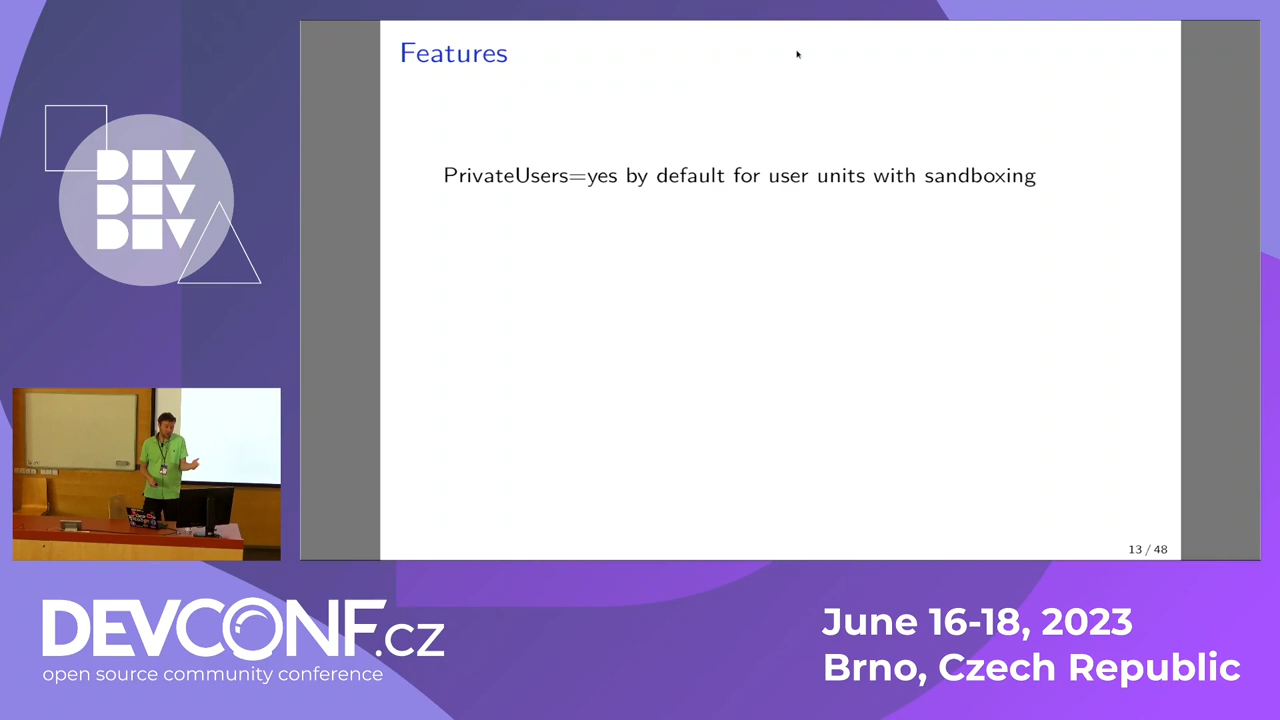 Features
PrivateUsers=yes by default for user units with sandboxing
13 / 48
DEV
DEV
DEV
DEVCONF.cz
open source community conference
June 16-18, 2023
Brno, Czech Republic